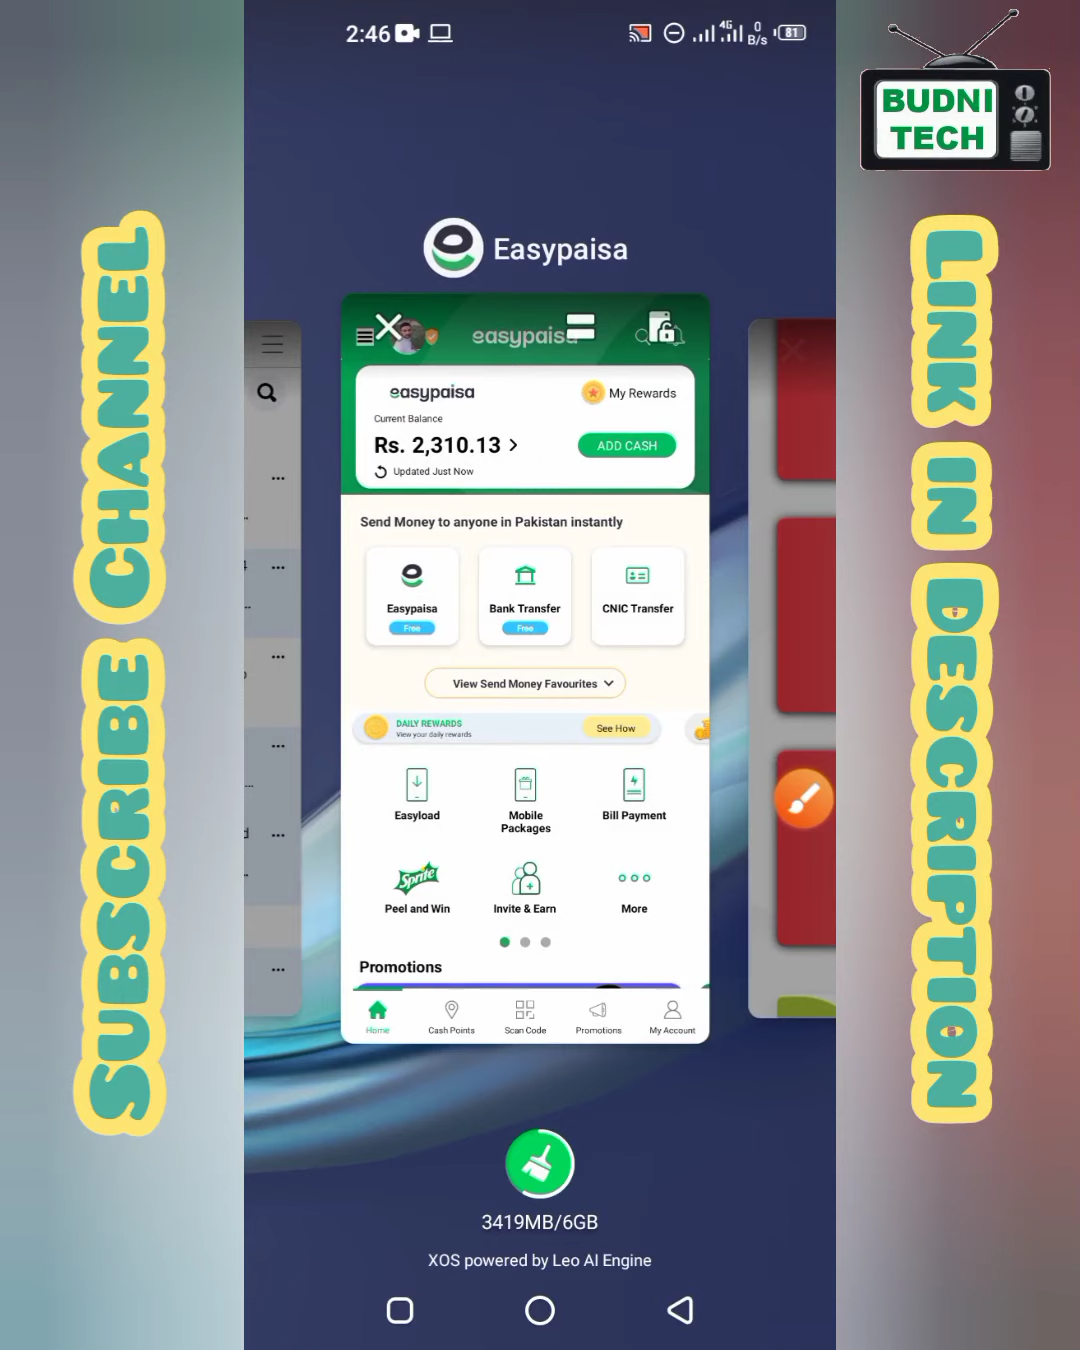 2:46
4G
0
B/s
81
BUDNI
TECH
Subscribe Channel
Link in Description
Easypaisa
easypaisa
easypaisa
My Rewards
Current Balance
Rs. 2,310.13 >
ADD CASH
Updated Just Now
Send Money to anyone in Pakistan instantly
Easypaisa
Bank Transfer
CNIC Transfer
Free
Free
View Send Money Favourites
DAILY REWARDS
View your daily rewards
See How
Easyload
Mobile
Packages
Bill Payment
Sprite
Peel and Win
Invite & Earn
More
Promotions
Home
Cash Points
Scan Code
Promotions
My Account
3419MB/6GB
XOS powered by Leo AI Engine